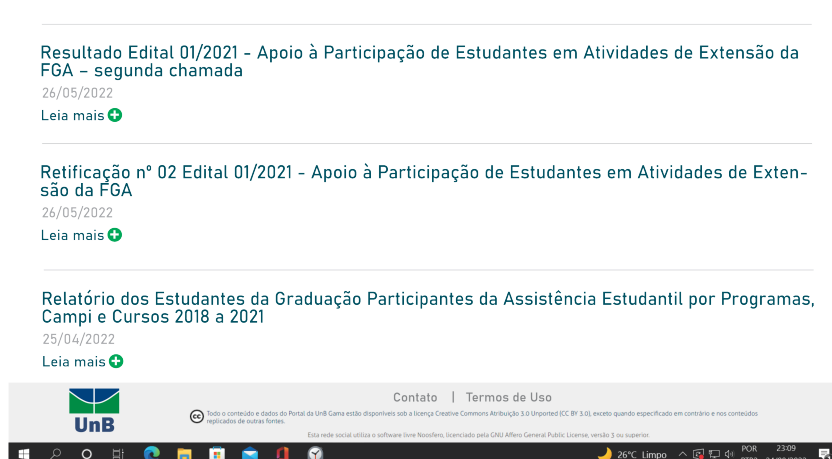 Resultado Edital 01/2021 - Apoio à Participação de Estudantes em Atividades de Extensão da
FGA – segunda chamada
26/05/2022
Leia mais
Retificação nº 02 Edital 01/2021 - Apoio à Participação de Estudantes em Atividades de Exten-
são da FGA
26/05/2022
Leia mais
Relatório dos Estudantes da Graduação Participantes da Assistência Estudantil por Programas,
Campi e Cursos 2018 a 2021
25/04/2022
Leia mais
Contato | Termos de Uso
UnB
cc Todo o conteúdo e dados do Portal da UnB Gama estão disponíveis sob a licença Creative Commons Atribuição 3.0 Unported (CC BY 3.0), exceto quando especificado em contrário e nos conteúdos
replicados de outras fontes.
Esta rede social utiliza o software livre Noosfero, licenciado pela GNU Affero General Public License, versão 3 ou superior.
26°C Limpo POR 23:09